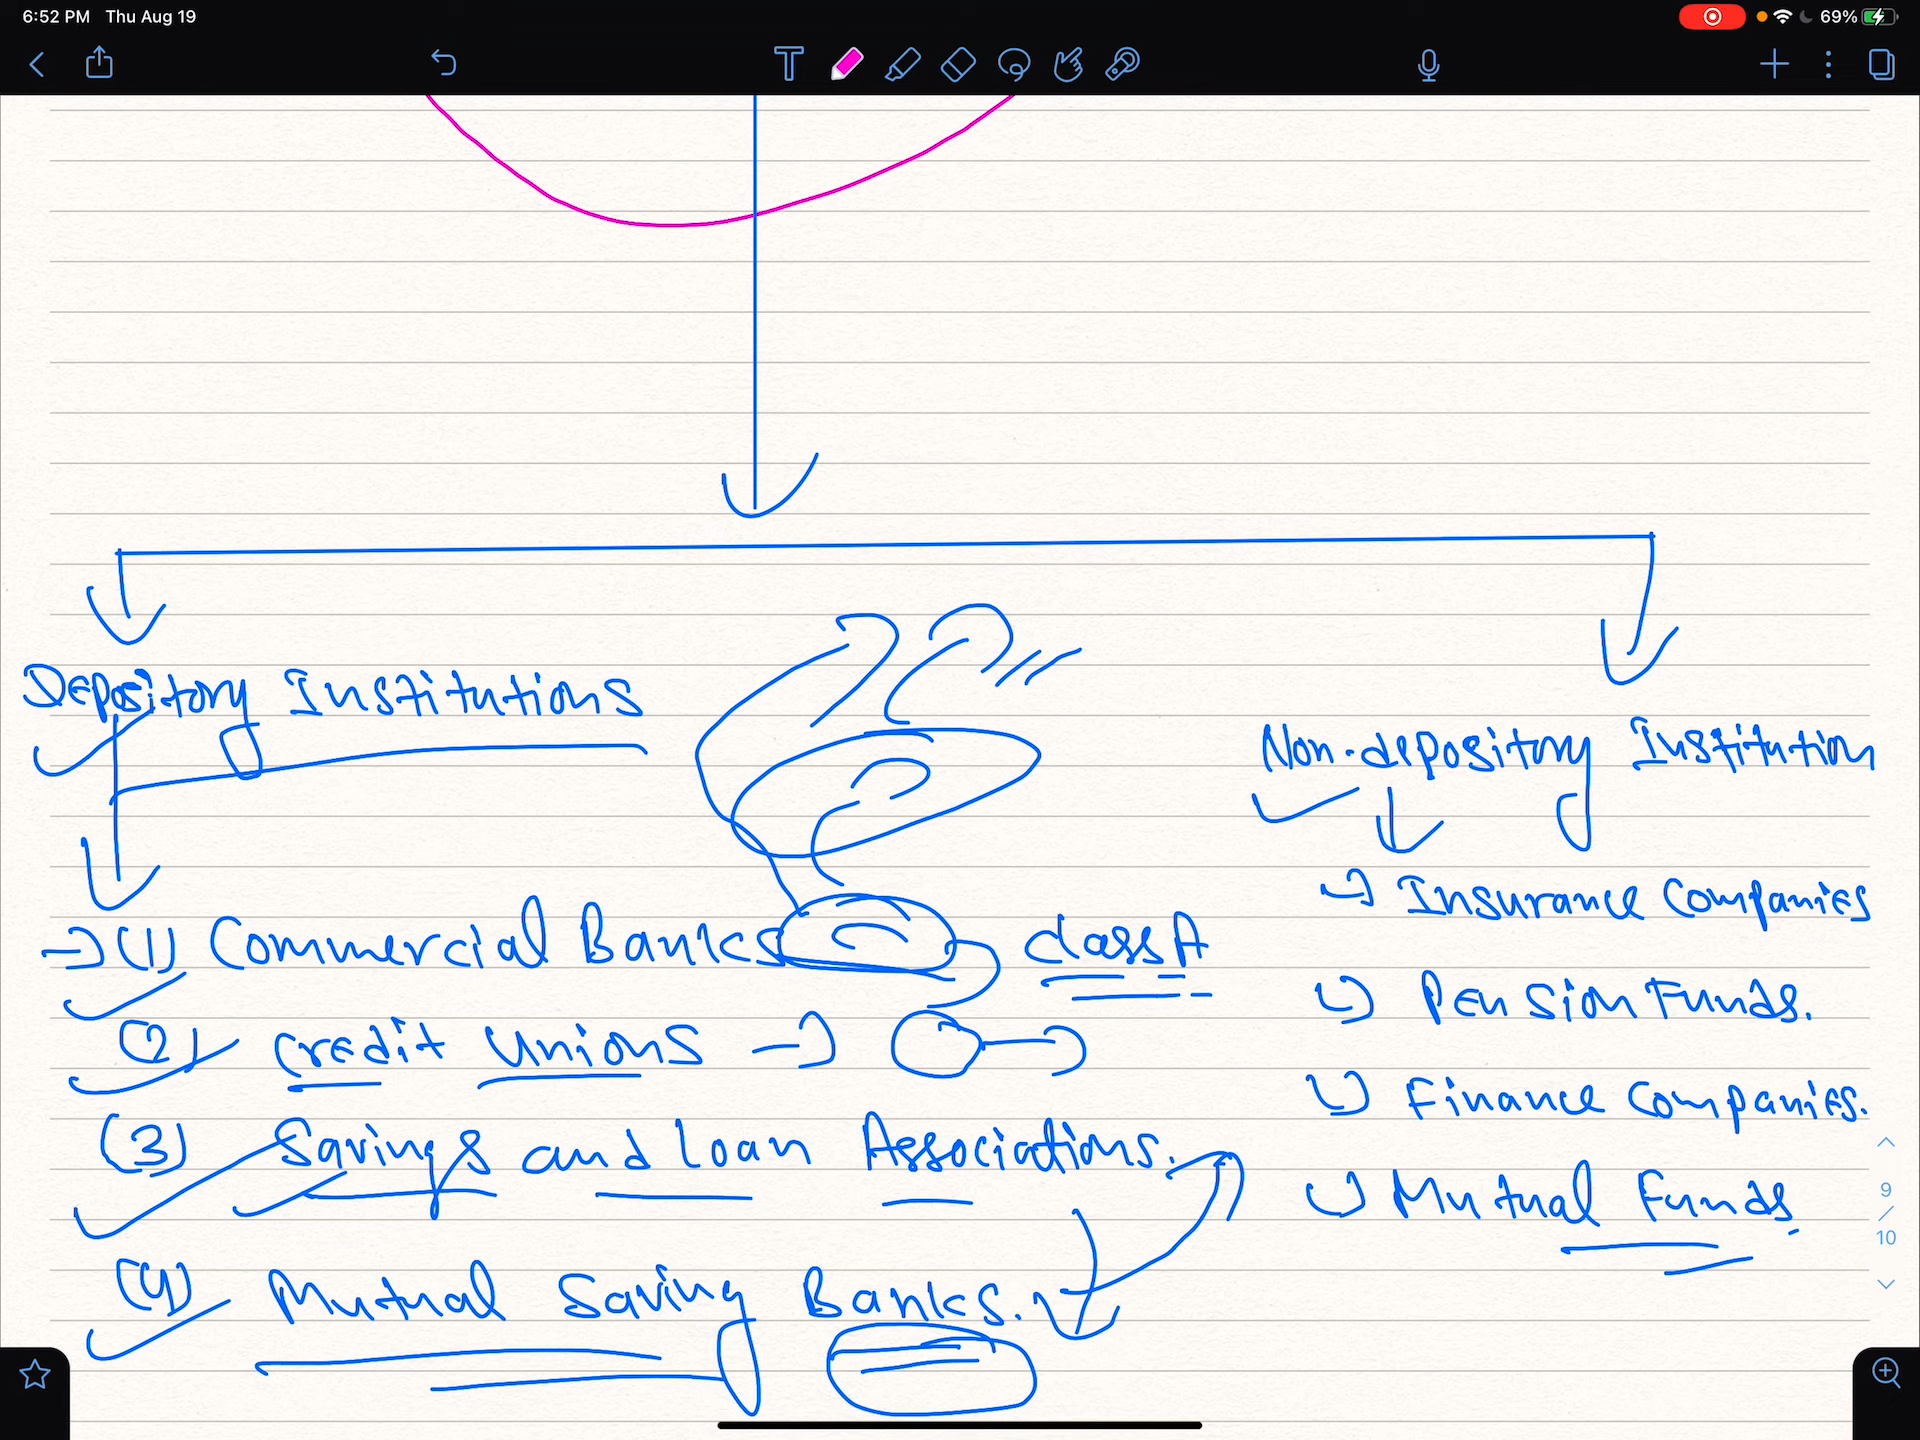 6:52 PM Thu Aug 19
69%
Depository Institutions
Non-depository Institution
→ (1) Commercial Banks class A
(2) credit unions →
(3) Savings and Loan Associations.
(4) Mutual Saving Banks.
→ Insurance Companies
↳ Pension Funds.
↳ Finance Companies.
↳ Mutual Funds
9
/
10